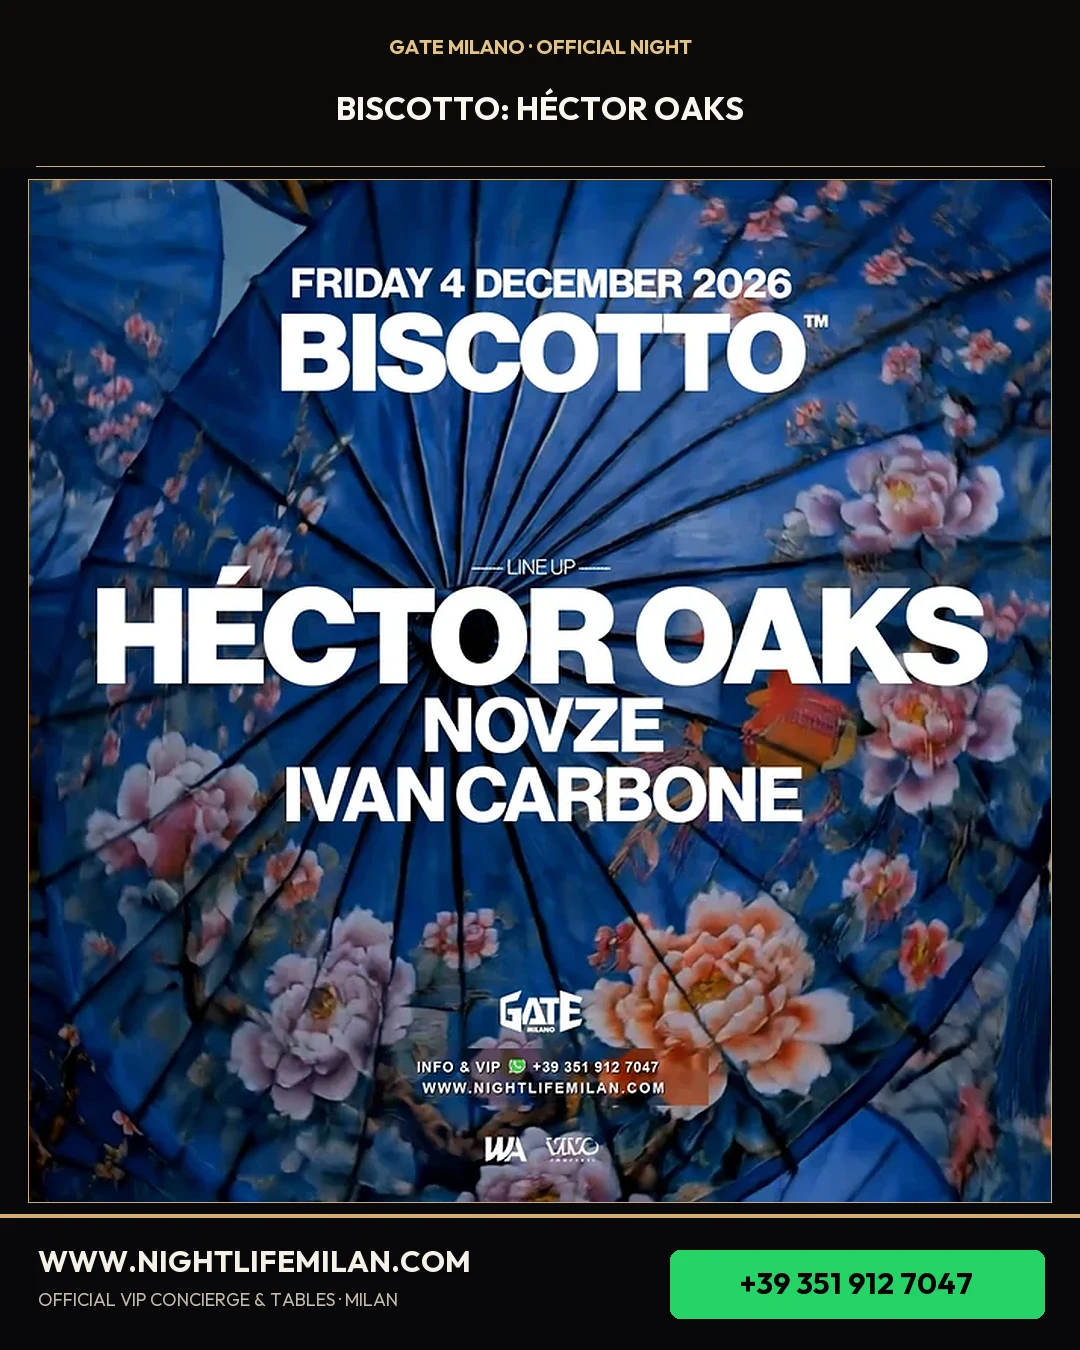 GATE MILANO · OFFICIAL NIGHT
BISCOTTO: HÉCTOR OAKS
FRIDAY 4 DECEMBER 2026
BISCOTTO™
LINE UP
HÉCTOR OAKS
NOVZE
IVAN CARBONE
GATE
MILANO
INFO & VIP +39 351 912 7047
WWW.NIGHTLIFEMILAN.COM
WA VIVO
WWW.NIGHTLIFEMILAN.COM
OFFICIAL VIP CONCIERGE & TABLES · MILAN
+39 351 912 7047